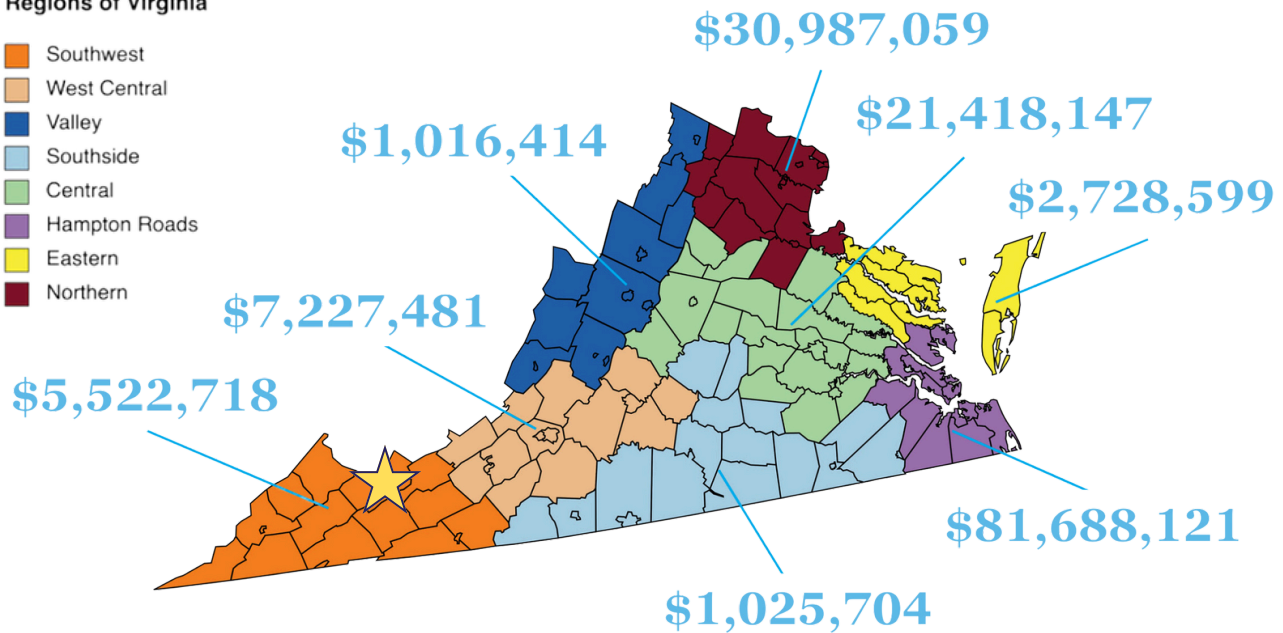 Regions of Virginia
Southwest
West Central
Valley
Southside
Central
Hampton Roads
Eastern
Northern
$30,987,059
$21,418,147
$1,016,414
$2,728,599
$7,227,481
$5,522,718
$81,688,121
$1,025,704